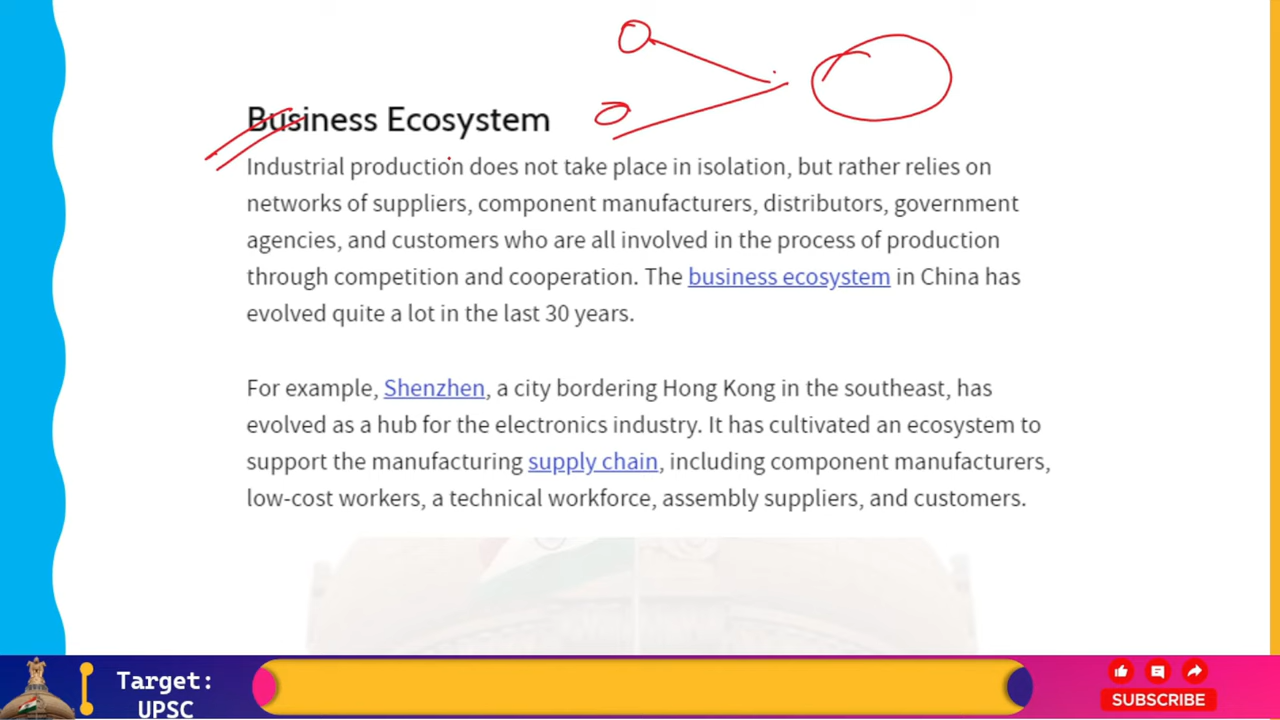 Business Ecosystem
Industrial production does not take place in isolation, but rather relies on
networks of suppliers, component manufacturers, distributors, government
agencies, and customers who are all involved in the process of production
through competition and cooperation. The business ecosystem in China has
evolved quite a lot in the last 30 years.
For example, Shenzhen, a city bordering Hong Kong in the southeast, has
evolved as a hub for the electronics industry. It has cultivated an ecosystem to
support the manufacturing supply chain, including component manufacturers,
low-cost workers, a technical workforce, assembly suppliers, and customers.
Target:
UPSC
SUBSCRIBE